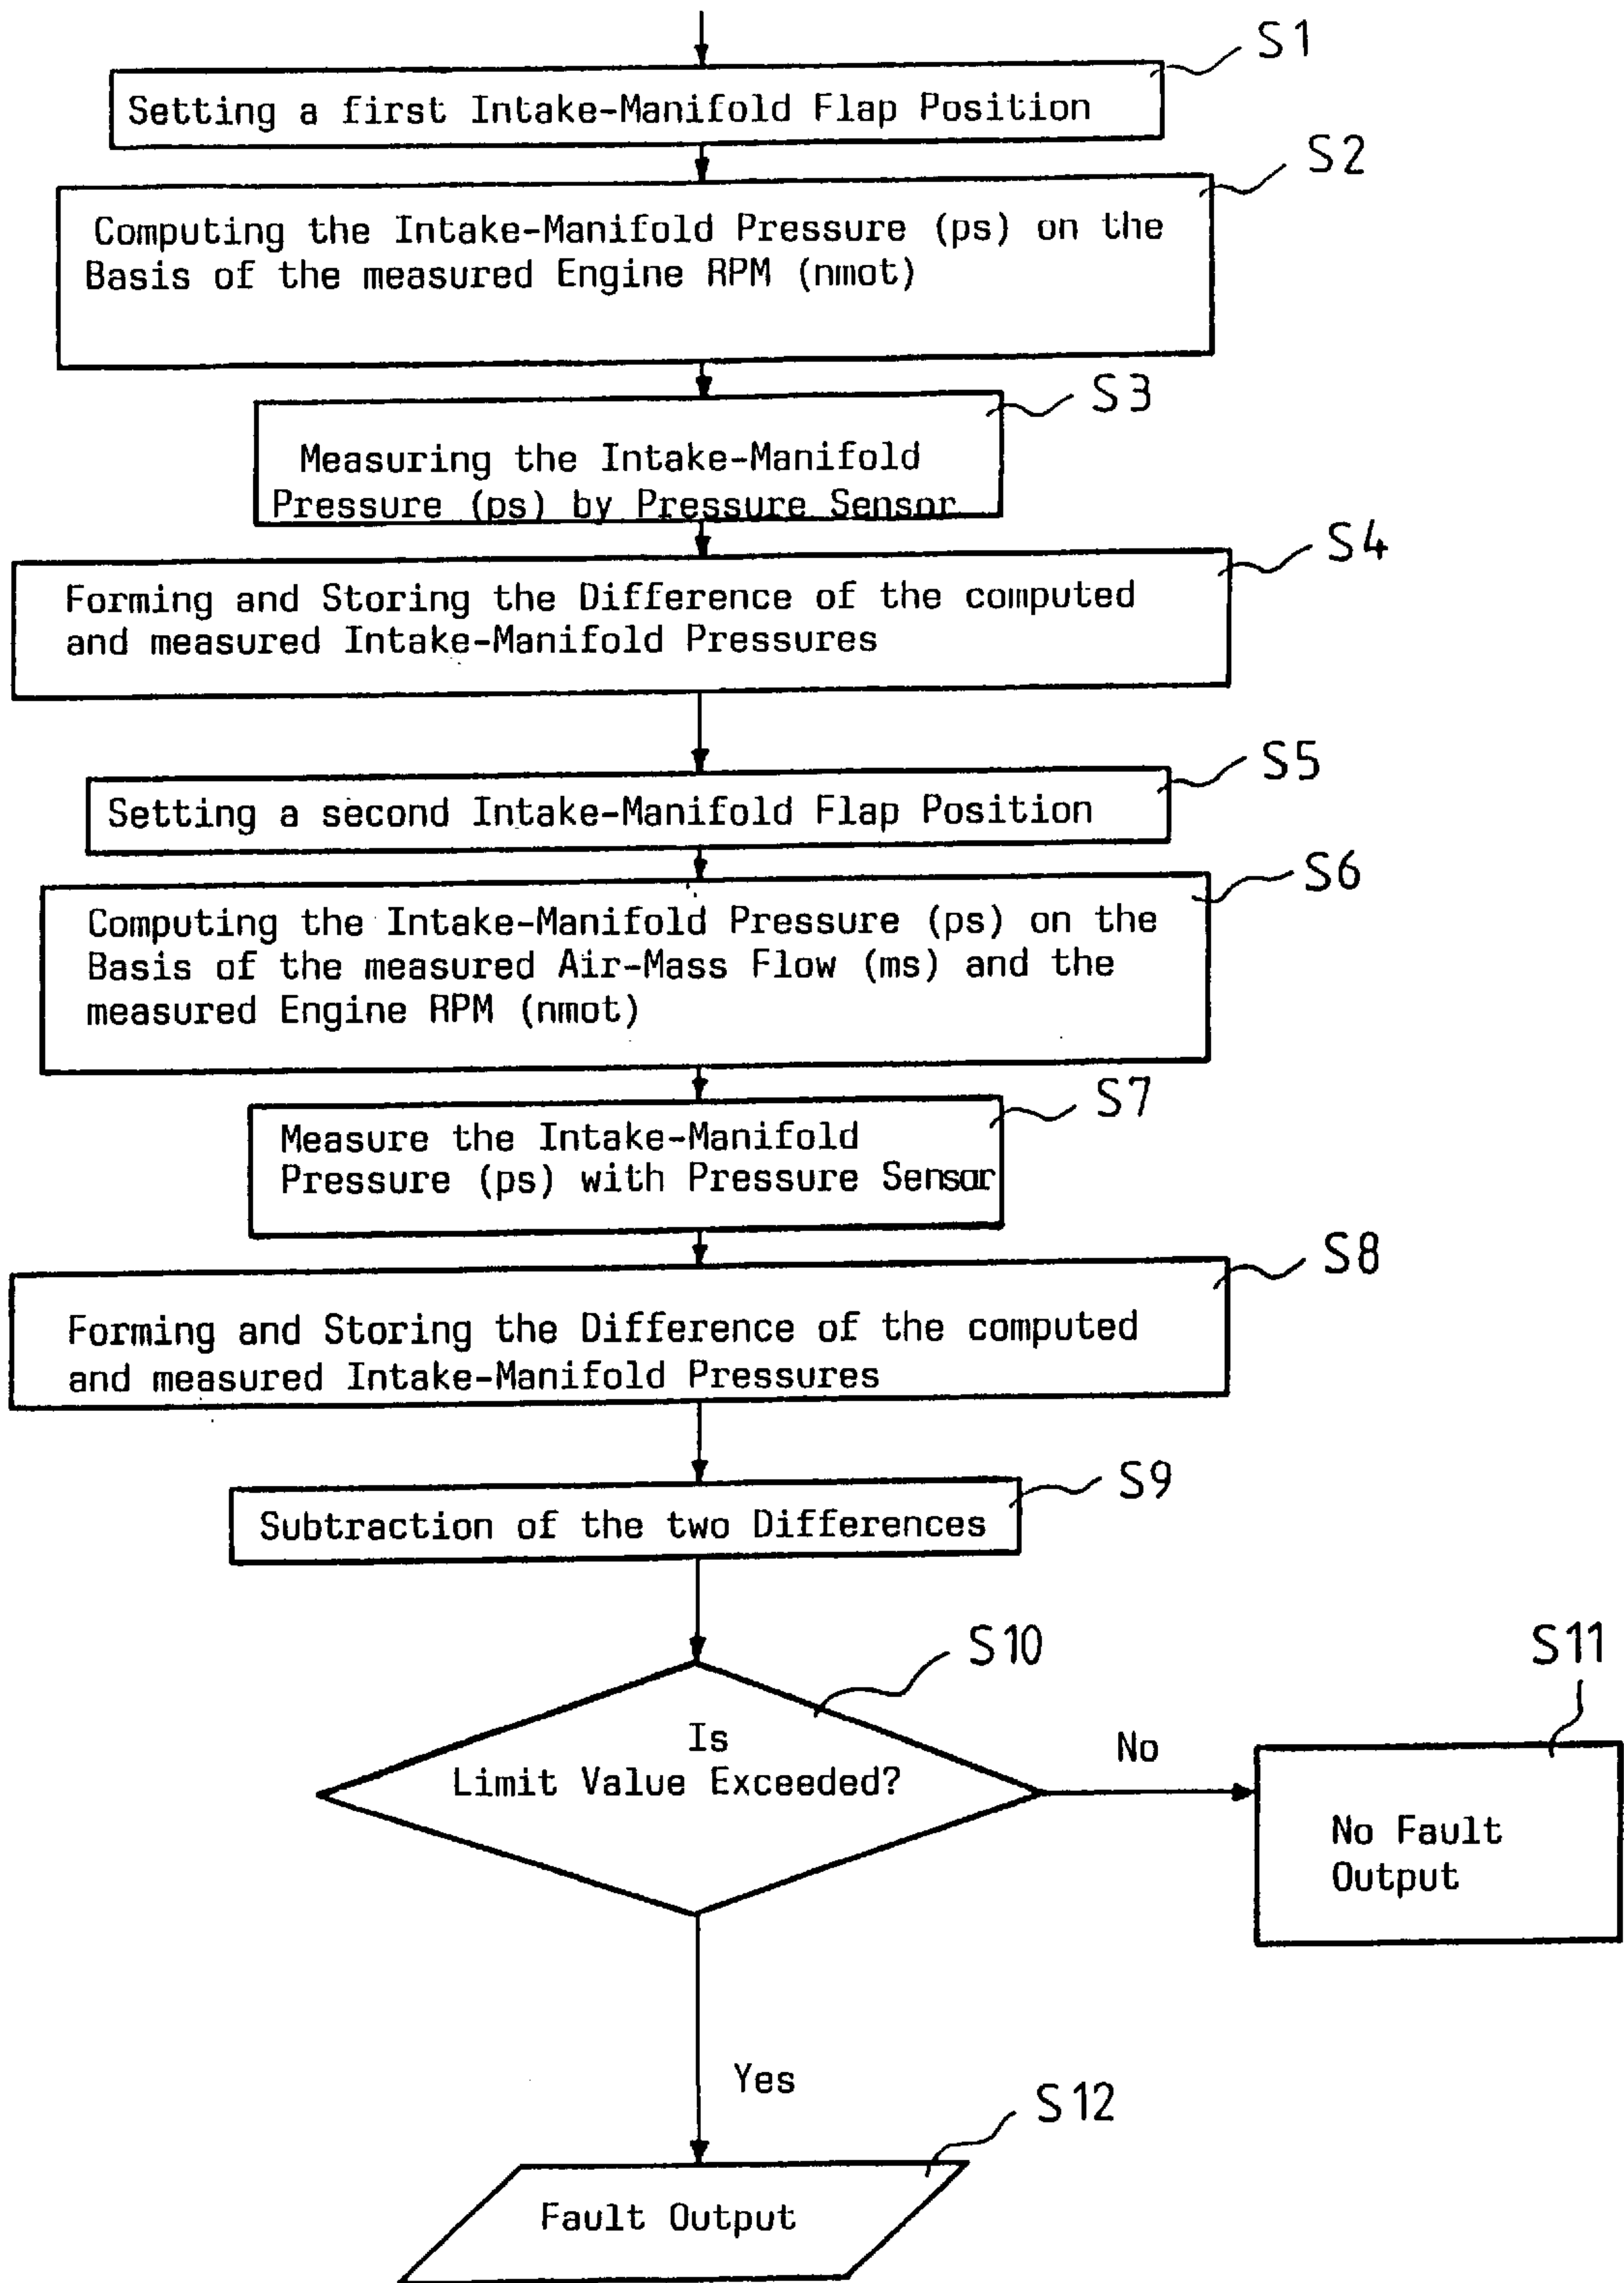 S1
Setting a first Intake-Manifold Flap Position
S2
Computing the Intake-Manifold Pressure (ps) on the
Basis of the measured Engine RPM (nmot)
S3
Measuring the Intake-Manifold
Pressure (ps) by Pressure Sensor
S4
Forming and Storing the Difference of the computed
and measured Intake-Manifold Pressures
S5
Setting a second Intake-Manifold Flap Position
S6
Computing the Intake-Manifold Pressure (ps) on the
Basis of the measured Air-Mass Flow (ms) and the
measured Engine RPM (nmot)
S7
Measure the Intake-Manifold
Pressure (ps) with Pressure Sensor
S8
Forming and Storing the Difference of the computed
and measured Intake-Manifold Pressures
S9
Subtraction of the two Differences
S10
Is
Limit Value Exceeded?
No
S11
No Fault
Output
Yes
S12
Fault Output